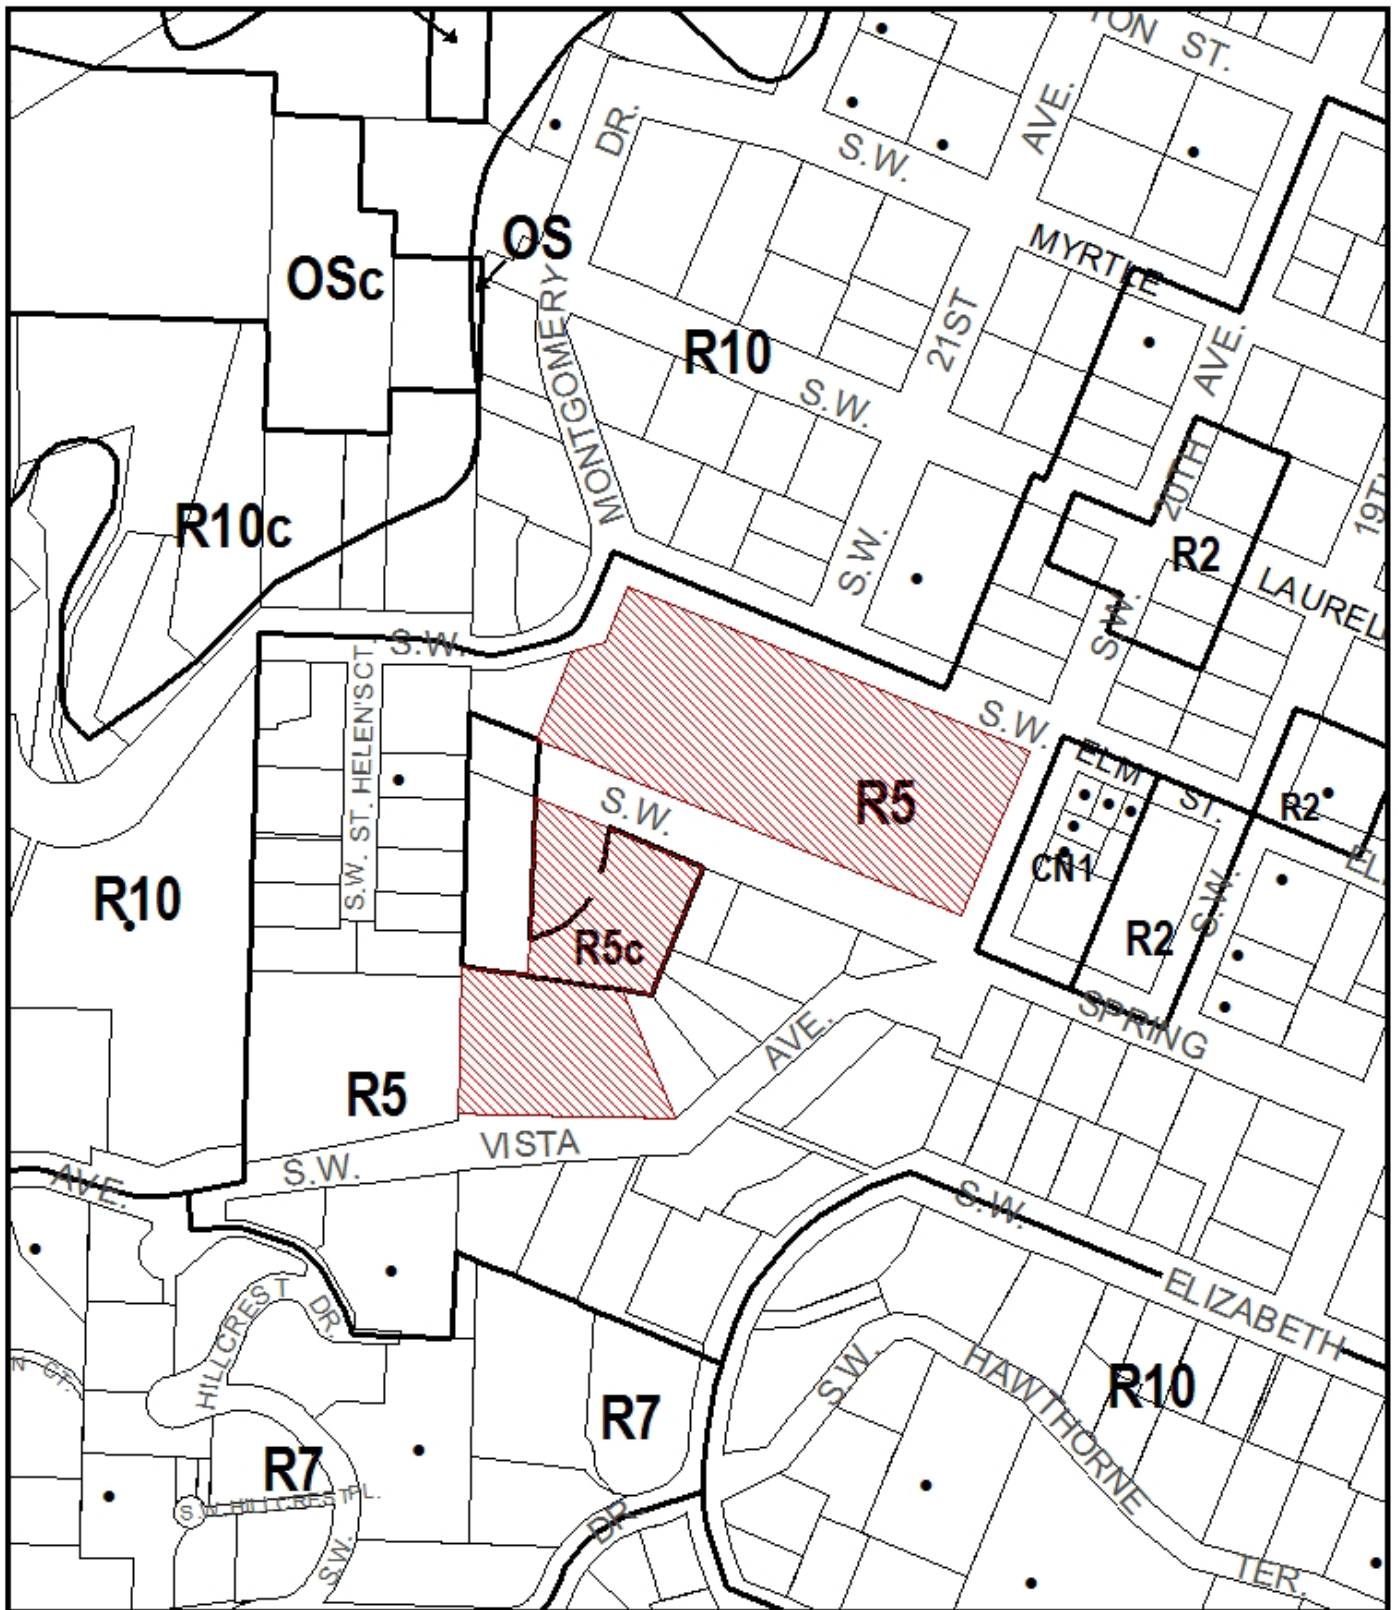 TON ST.
DR.
S.W.
AVE.
MYRTLE
OS
OSc
MONTGOMERY
R10
21ST
AVE.
S.W.
20TH
19TH
R10c
S.W.
R2
LAUREL
S.W.
S.W.
S.W. ST. HELEN'S CT.
S.W.
ELM
ST.
R5
S.W.
R2
EL
CN1
R10
R5c
R2
S.W.
SPRING
AVE.
R5
VISTA
S.W.
AVE.
S.W.
ELIZABETH
HILLCREST DR.
N CT.
S.W.
HAWTHORNE
R10
R7
R7
S.W. HILLCREST PL.
DR.
S.W.
TER.